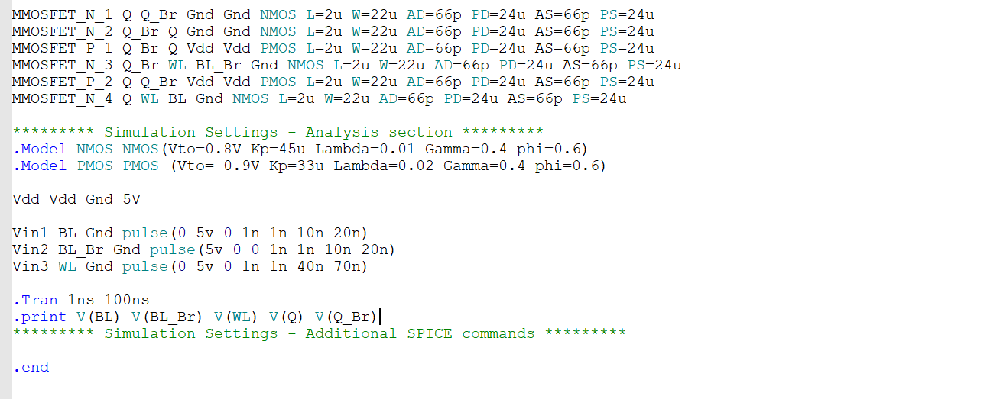 MMOSFET_N_1 Q Q_Br Gnd Gnd NMOS L=2u W=22u AD=66p PD=24u AS=66p PS=24u
MMOSFET_N_2 Q_Br Q Gnd Gnd NMOS L=2u W=22u AD=66p PD=24u AS=66p PS=24u
MMOSFET_P_1 Q_Br Q Vdd Vdd PMOS L=2u W=22u AD=66p PD=24u AS=66p PS=24u
MMOSFET_N_3 Q_Br WL BL_Br Gnd NMOS L=2u W=22u AD=66p PD=24u AS=66p PS=24u
MMOSFET_P_2 Q Q_Br Vdd Vdd PMOS L=2u W=22u AD=66p PD=24u AS=66p PS=24u
MMOSFET_N_4 Q WL BL Gnd NMOS L=2u W=22u AD=66p PD=24u AS=66p PS=24u
********* Simulation Settings - Analysis section *********
.Model NMOS NMOS(Vto=0.8V Kp=45u Lambda=0.01 Gamma=0.4 phi=0.6)
.Model PMOS PMOS (Vto=-0.9V Kp=33u Lambda=0.02 Gamma=0.4 phi=0.6)
Vdd Vdd Gnd 5V
Vin1 BL Gnd pulse(0 5v 0 1n 1n 10n 20n)
Vin2 BL_Br Gnd pulse(5v 0 0 1n 1n 10n 20n)
Vin3 WL Gnd pulse(0 5v 0 1n 1n 40n 70n)
.Tran 1ns 100ns
.print V(BL) V(BL_Br) V(WL) V(Q) V(Q_Br)
********* Simulation Settings - Additional SPICE commands *********
.end